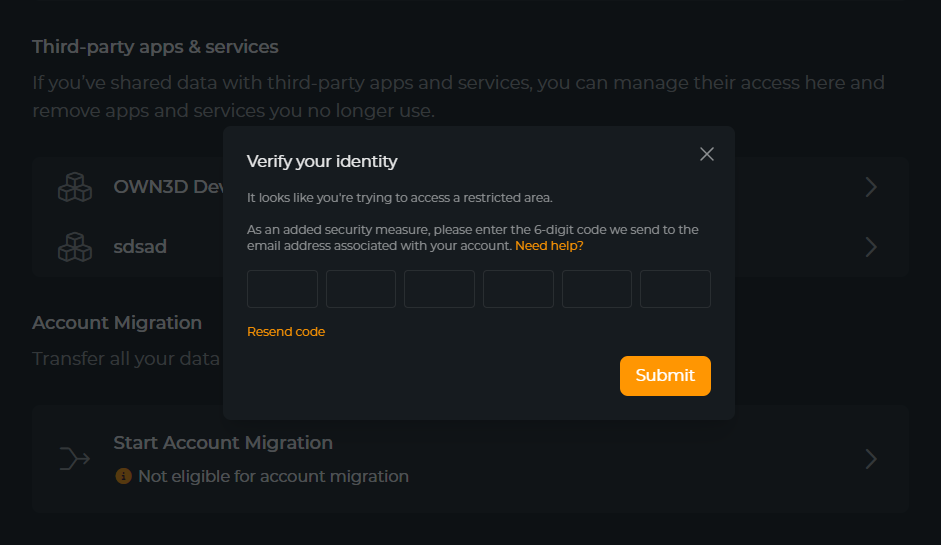 Third-party apps & services
If you’ve shared data with third-party apps and services, you can manage their access here and
remove apps and services you no longer use.
Verify your identity
It looks like you're trying to access a restricted area.
As an added security measure, please enter the 6-digit code we send to the
email address associated with your account. Need help?
Resend code
Submit
OWN3D Dev
sdsad
Account Migration
Transfer all your data
Start Account Migration
Not eligible for account migration